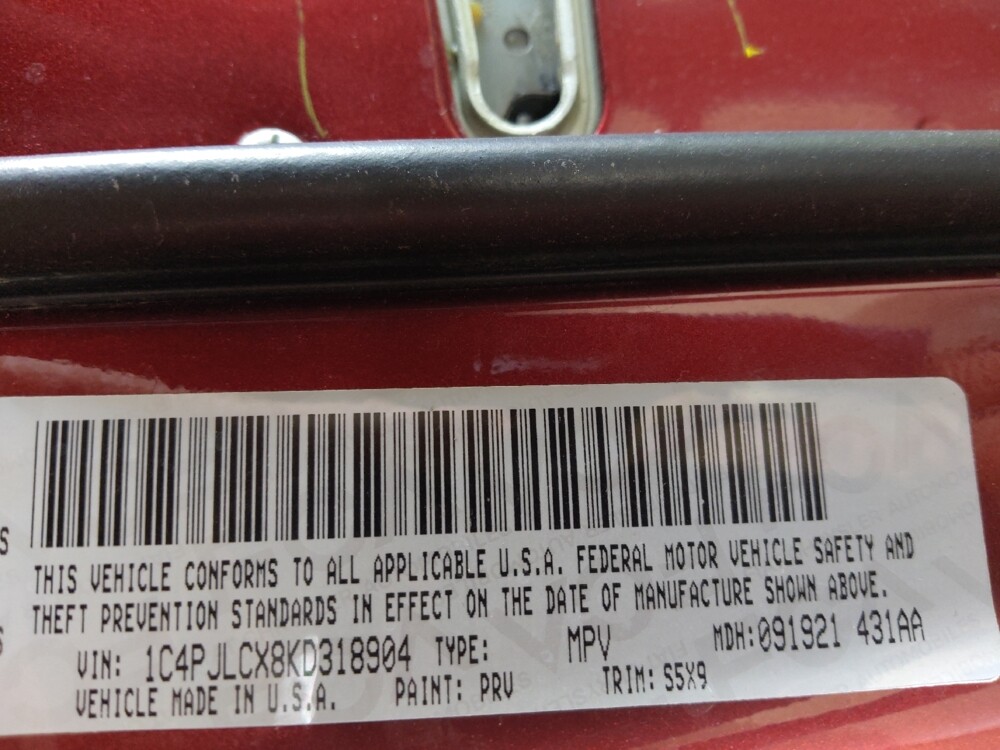 THIS VEHICLE CONFORMS TO ALL APPLICABLE U.S.A. FEDERAL MOTOR VEHICLE SAFETY AND
THEFT PREVENTION STANDARDS IN EFFECT ON THE DATE OF MANUFACTURE SHOWN ABOVE.
VIN: 1C4PJLCX8KD318904 TYPE: MPV MDH:091921 431AA
VEHICLE MADE IN U.S.A. PAINT: PRV TRIM: S5X9